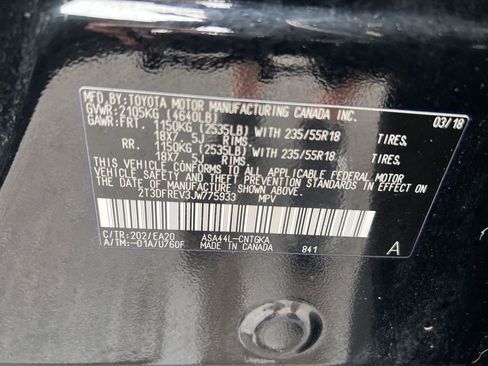 MFD.BY: TOYOTA MOTOR MANUFACTURING CANADA INC. 03/18
GVWR: 2105KG (4640LB)
GAWR: FRT. 1150KG (2535LB) WITH 235/55R18 TIRES,
18X7.5J RIMS,
RR. 1150KG (2535LB) WITH 235/55R18 TIRES,
18X7.5J RIMS,
THIS VEHICLE CONFORMS TO ALL APPLICABLE FEDERAL MOTOR
VEHICLE SAFETY AND THEFT PREVENTION STANDARDS IN EFFECT
ON THE DATE OF MANUFACTURE SHOWN ABOVE.
2T3DFREV3JW775933 MPV
C/TR: 202/EA20 ASA44L-CNTGKA
A/TM: -01A/U760F MADE IN CANADA 841 A